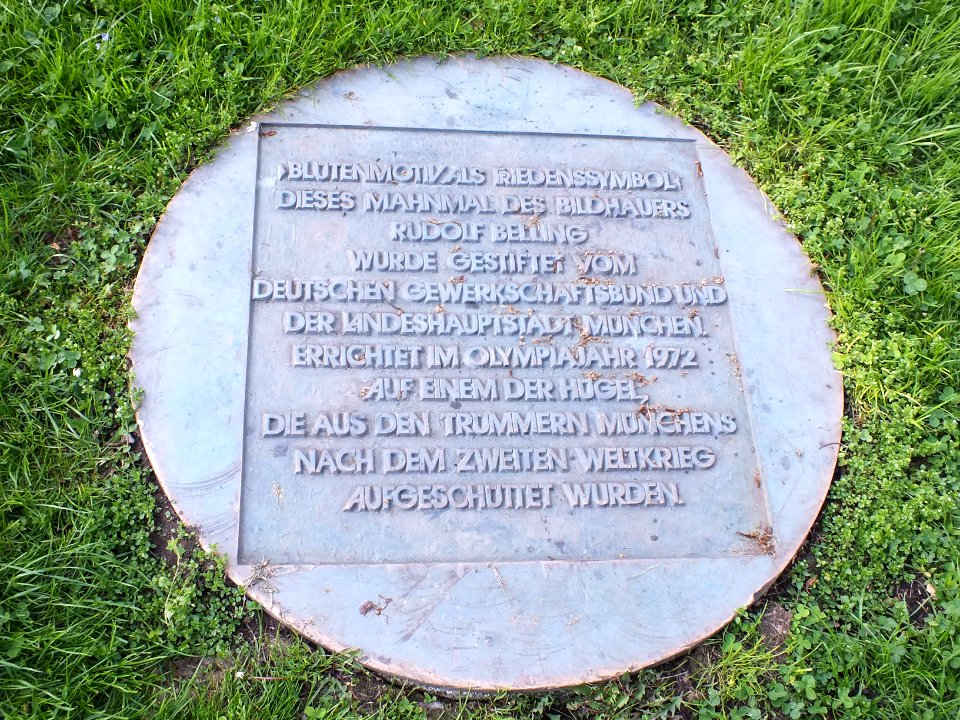 ›BLÜTENMOTIV ALS RIEDENSSYMBOL‹
DIESES MAHNMAL DES BILDHAUERS
RUDOLF BELLING
WURDE GESTIFTET VOM
DEUTSCHEN GEWERKSCHAFTSBUND UND
DER LANDESHAUPTSTADT MÜNCHEN.
ERRICHTET IM OLYMPIAJAHR 1972
AUF EINEM DER HÜGEL,
DIE AUS DEN TRÜMMERN MÜNCHENS
NACH DEM ZWEITEN WELTKRIEG
AUFGESCHÜTTET WURDEN.